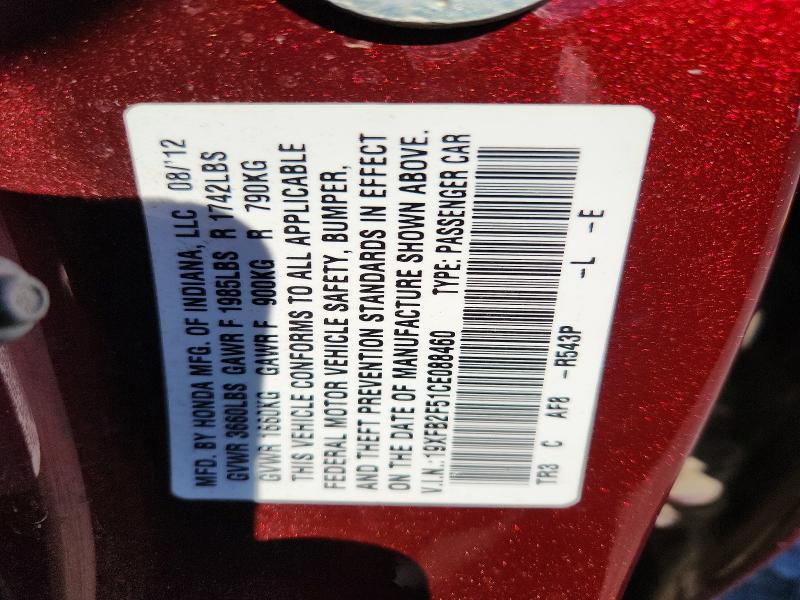 MFD. BY HONDA MFG. OF INDIANA, LLC 08/'12
GVWR 3660LBS GAWR F 1985LBS R 1742LBS
GVWR 1660KG GAWR F 900KG R 790KG
THIS VEHICLE CONFORMS TO ALL APPLICABLE
FEDERAL MOTOR VEHICLE SAFETY, BUMPER,
AND THEFT PREVENTION STANDARDS IN EFFECT
ON THE DATE OF MANUFACTURE SHOWN ABOVE.
V.I.N.: 19XFB2F51CE088460 TYPE: PASSENGER CAR
TR3 C AF8 -R543P -L -E